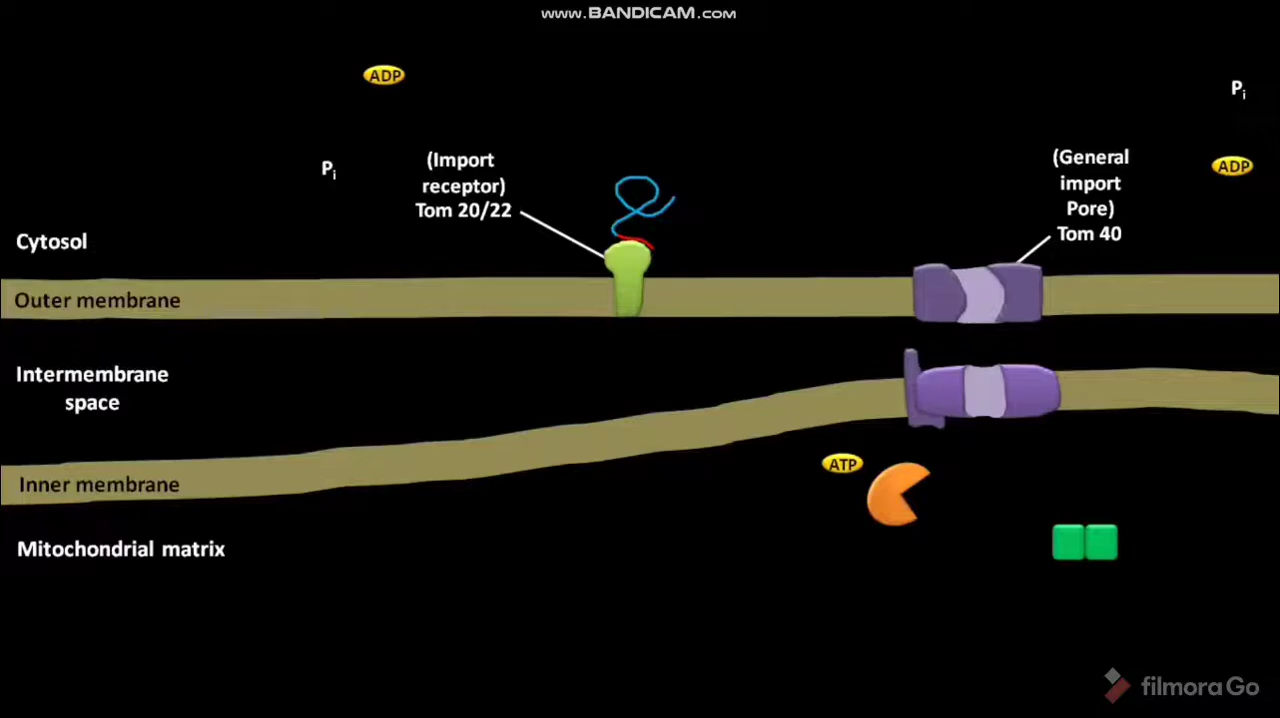 www.BANDICAM.com
ADP
Pi
Pi
(Import
receptor)
Tom 20/22
(General
import
Pore)
Tom 40
ADP
Cytosol
Outer membrane
Intermembrane
space
ATP
Inner membrane
Mitochondrial matrix
filmoraGo